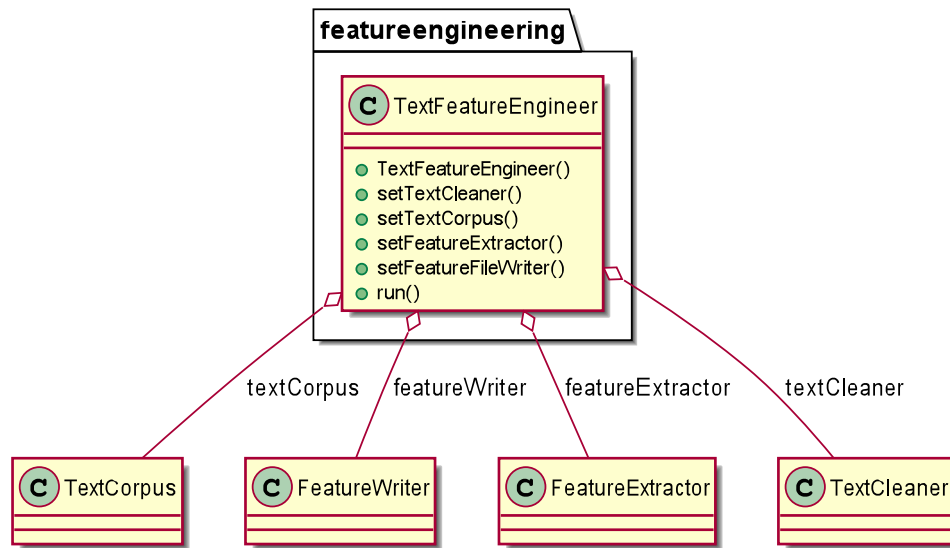 featureengineering
C TextFeatureEngineer
TextFeatureEngineer()
setTextCleaner()
setTextCorpus()
setFeatureExtractor()
setFeatureFileWriter()
run()
textCorpus
featureWriter
featureExtractor
textCleaner
C TextCorpus
C FeatureWriter
C FeatureExtractor
C TextCleaner